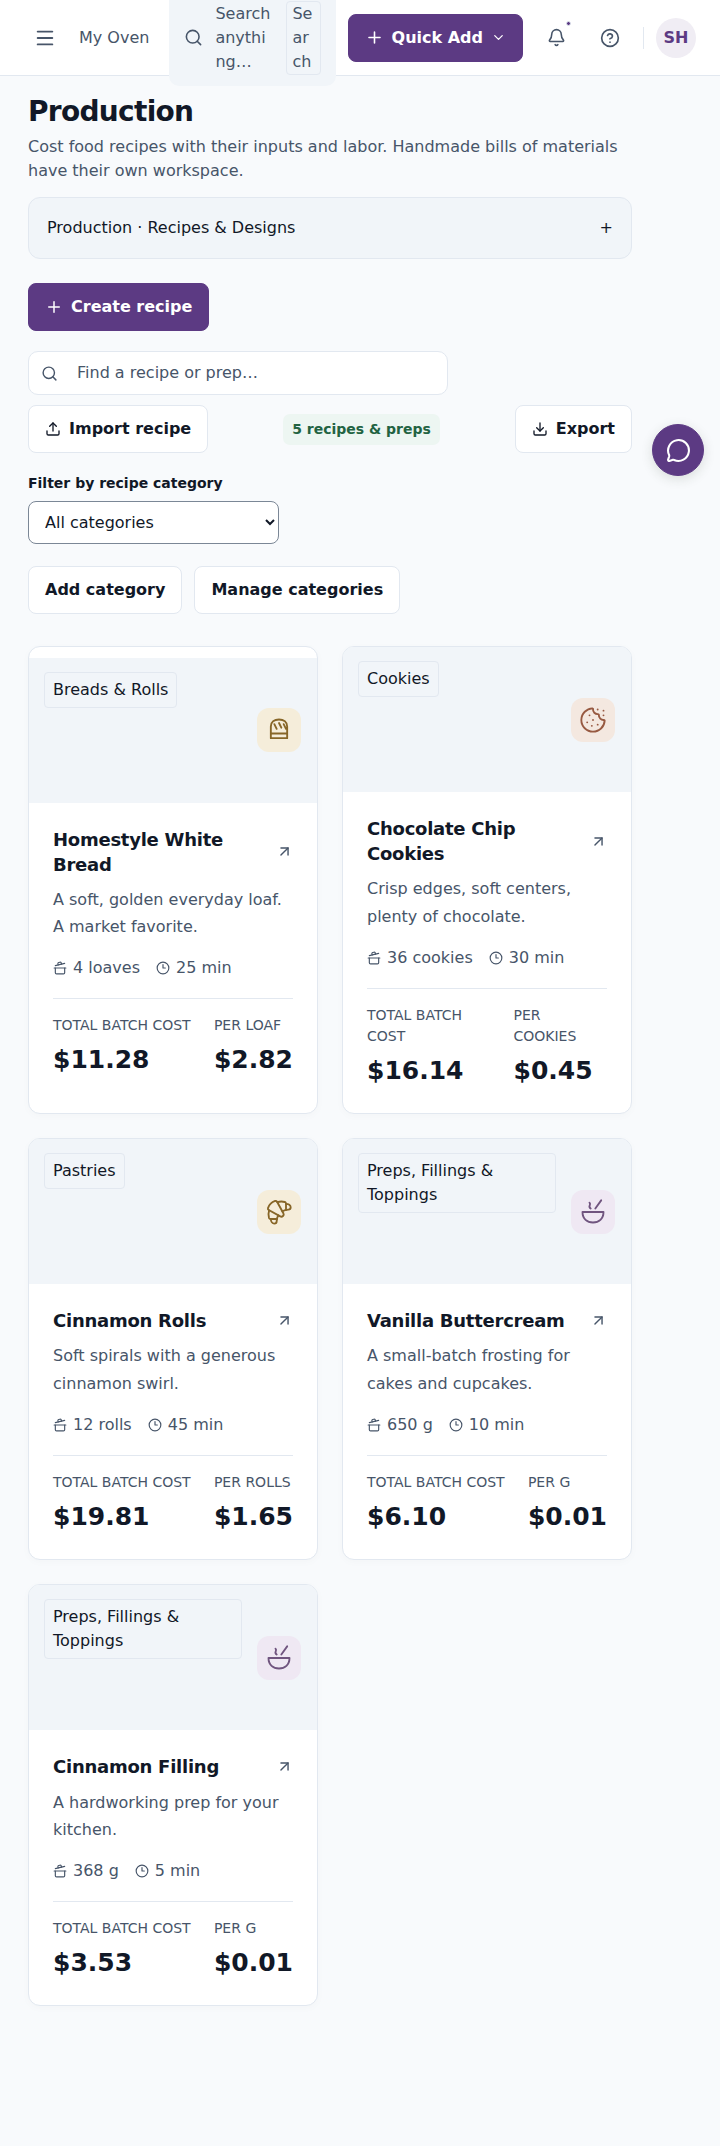 My Oven
Search
anythi
ng...
Se
ar
ch
Quick Add
SH
Production
Cost food recipes with their inputs and labor. Handmade bills of materials
have their own workspace.
Production · Recipes & Designs
+
Create recipe
Find a recipe or prep...
Import recipe
5 recipes & preps
Export
Filter by recipe category
All categories
Add category
Manage categories
Breads & Rolls
Homestyle White
Bread
A soft, golden everyday loaf.
A market favorite.
4 loaves 25 min
TOTAL BATCH COST PER LOAF
$11.28 $2.82
Cookies
Chocolate Chip
Cookies
Crisp edges, soft centers,
plenty of chocolate.
36 cookies 30 min
TOTAL BATCH
COST
PER
COOKIES
$16.14 $0.45
Pastries
Cinnamon Rolls
Soft spirals with a generous
cinnamon swirl.
12 rolls 45 min
TOTAL BATCH COST PER ROLLS
$19.81 $1.65
Preps, Fillings &
Toppings
Vanilla Buttercream
A small-batch frosting for
cakes and cupcakes.
650 g 10 min
TOTAL BATCH COST PER G
$6.10 $0.01
Preps, Fillings &
Toppings
Cinnamon Filling
A hardworking prep for your
kitchen.
368 g 5 min
TOTAL BATCH COST PER G
$3.53 $0.01